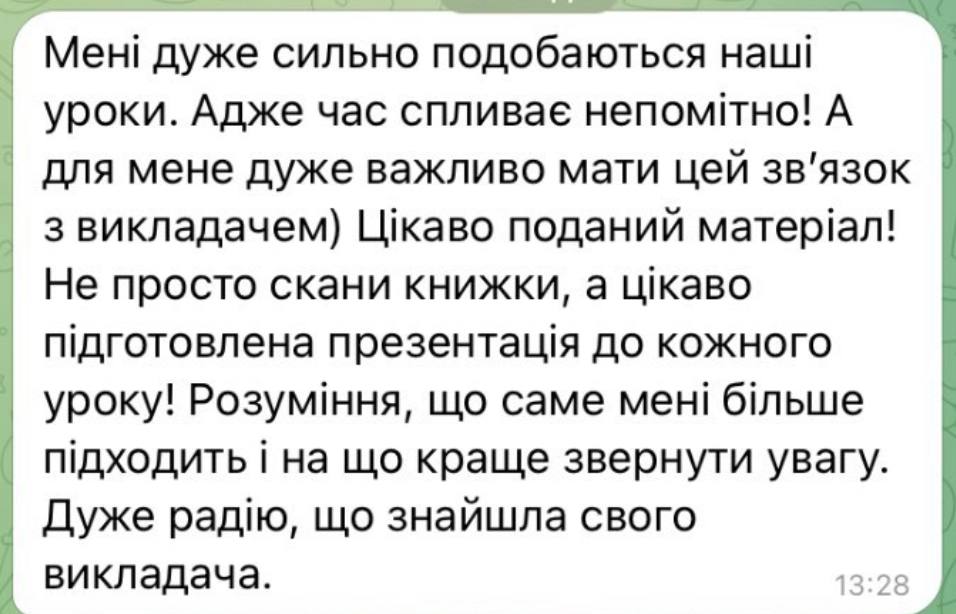 Мені дуже сильно подобаються наші
уроки. Адже час спливає непомітно! А
для мене дуже важливо мати цей зв’язок
з викладачем) Цікаво поданий матеріал!
Не просто скани книжки, а цікаво
підготовлена презентація до кожного
уроку! Розуміння, що саме мені більше
підходить і на що краще звернути увагу.
Дуже радію, що знайшла свого
викладача.
13:28